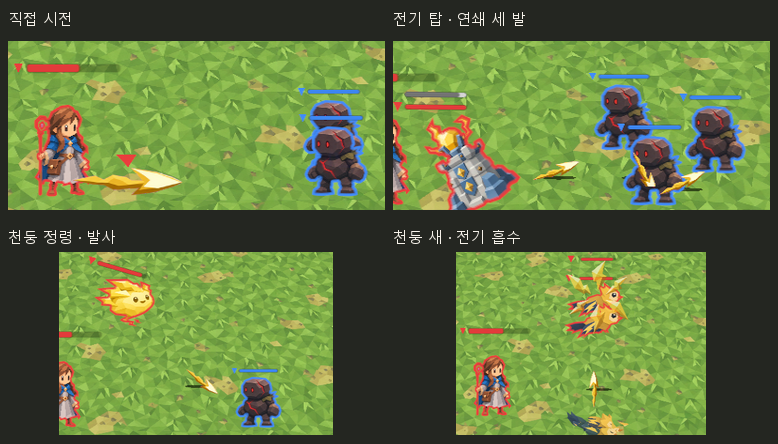 직접 시전
전기 탑 · 연쇄 세 발
천둥 정령 · 발사
천둥 새 · 전기 흡수